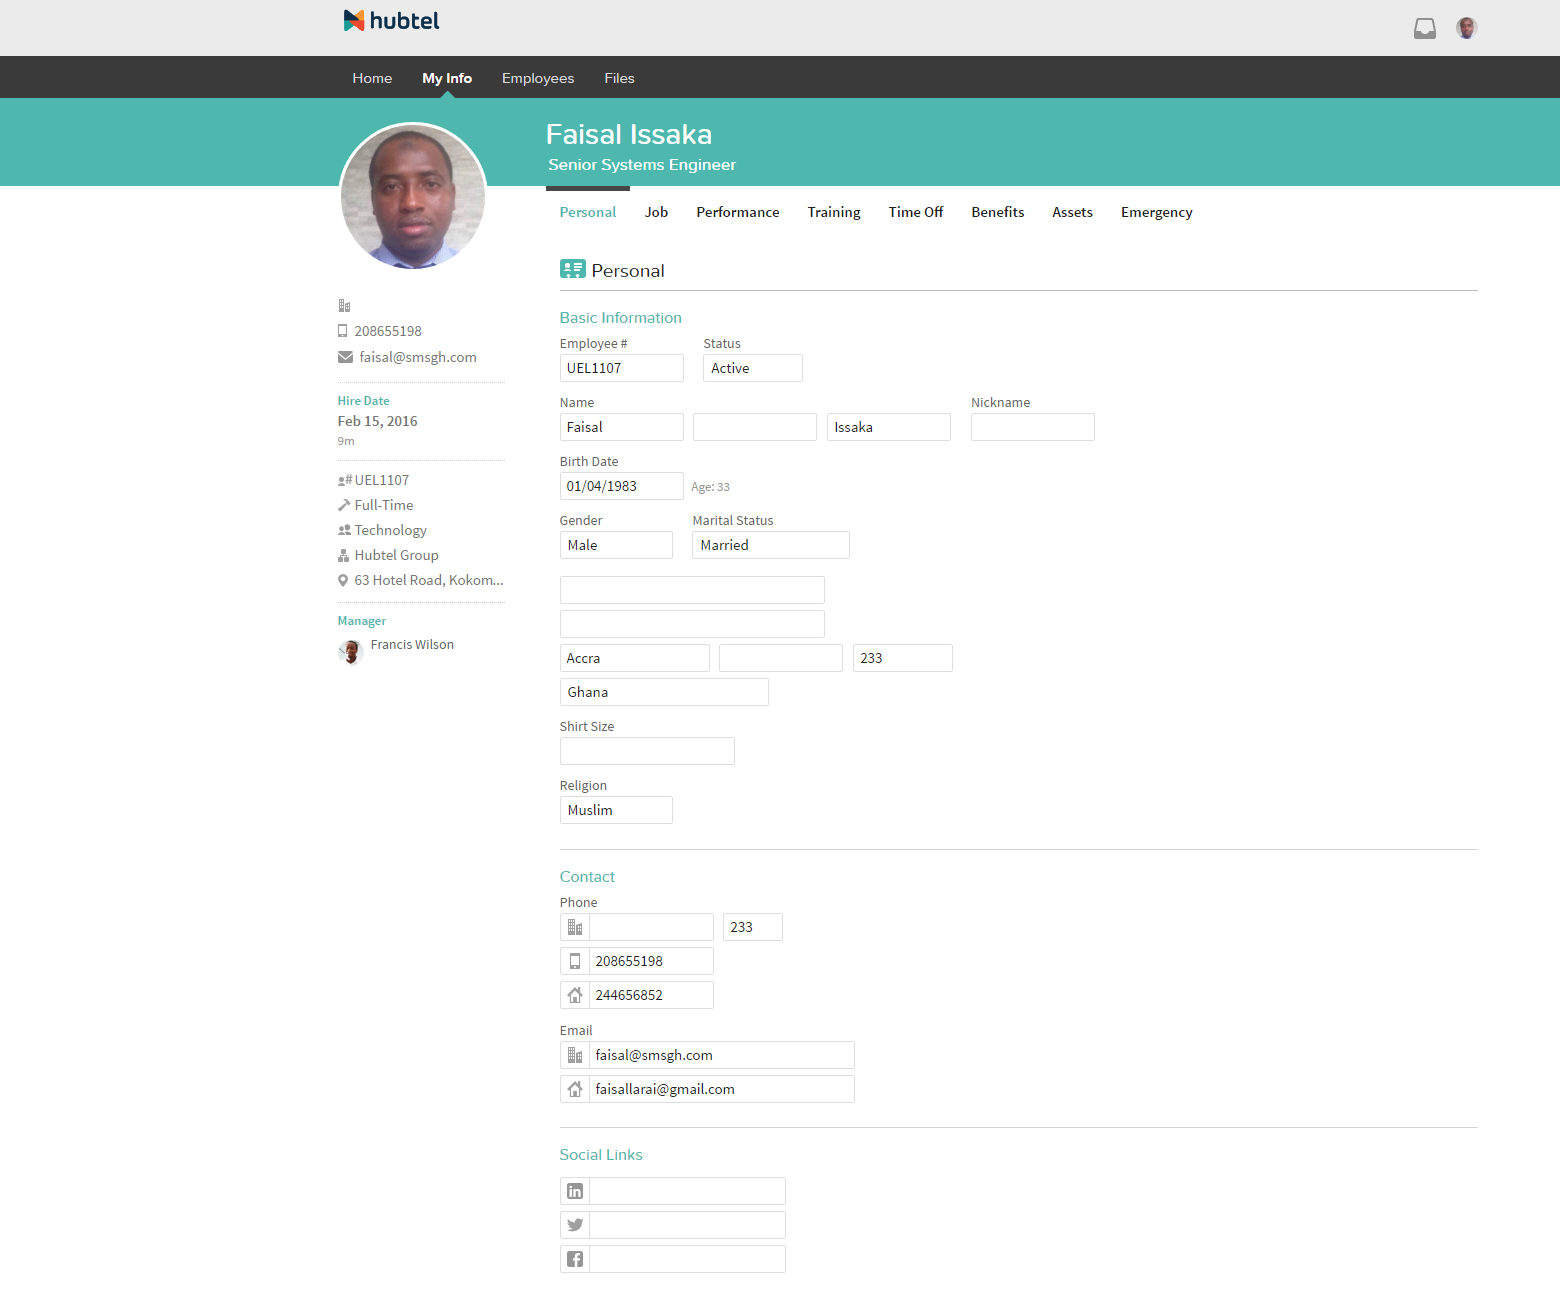 hubtel
Home My Info Employees Files
Faisal Issaka
Senior Systems Engineer
Personal Job Performance Training Time Off Benefits Assets Emergency
208655198
faisal@smsgh.com
Hire Date
Feb 15, 2016
9m
# UEL1107
Full-Time
Technology
Hubtel Group
63 Hotel Road, Kokom...
Manager
Francis Wilson
Personal
Basic Information
Employee # Status
UEL1107 Active
Name Nickname
Faisal Issaka
Birth Date
01/04/1983 Age: 33
Gender Marital Status
Male Married
Accra 233
Ghana
Shirt Size
Religion
Muslim
Contact
Phone
233
208655198
244656852
Email
faisal@smsgh.com
faisallarai@gmail.com
Social Links